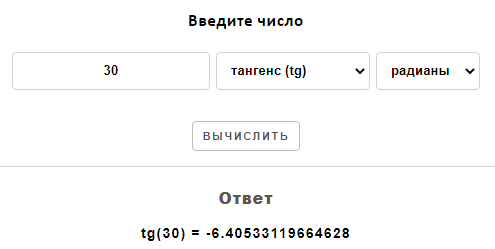 Введите число
30 тангенс (tg) радианы
ВЫЧИСЛИТЬ
Ответ
tg(30) = -6.40533119664628